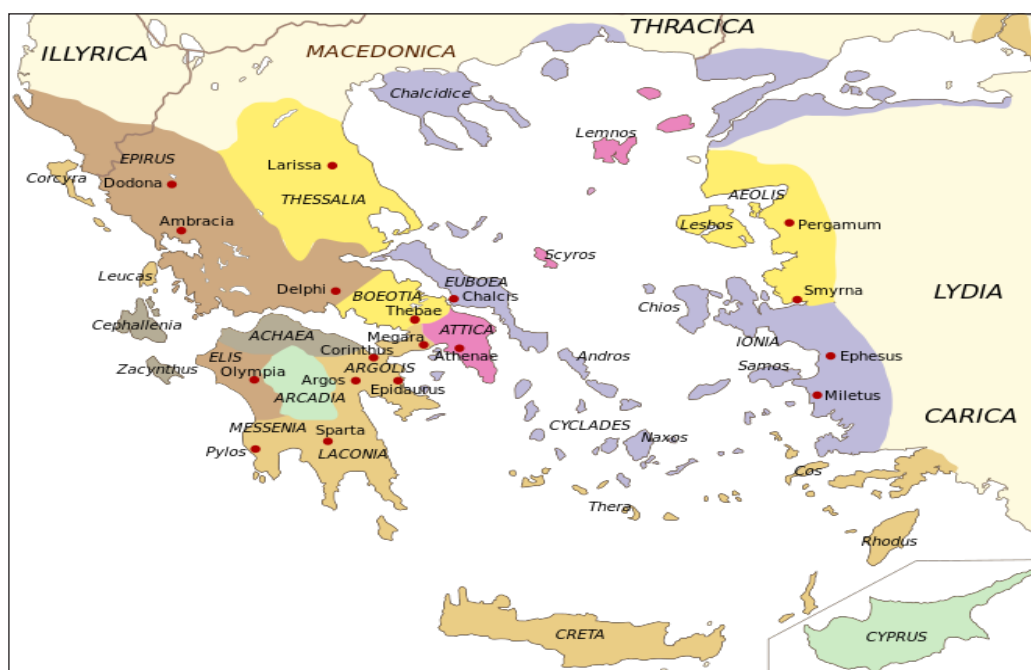 THRACICA
ILLYRICA
MACEDONICA
Chalcidice
Lemnos
EPIRUS
Larissa
Corcyra
Dodona
THESSALIA
AEOLIS
Ambracia
Lesbos
Pergamum
Scyros
Leucas
EUBOEA
Delphi
BOEOTIA
Chalcis
Smyrna
LYDIA
Chios
Thebae
Cephallenia
ACHAEA
ATTICA
Megara
IONIA
Corinthus
Athenae
ELIS
Andros
Ephesus
Zacynthus
Olympia
ARGOLIS
Samos
Argos
Epidaurus
ARCADIA
Miletus
CARICA
MESSENIA
Sparta
CYCLADES
Naxos
Pylos
LACONIA
Cos
Thera
Rhodus
CRETA
CYPRUS